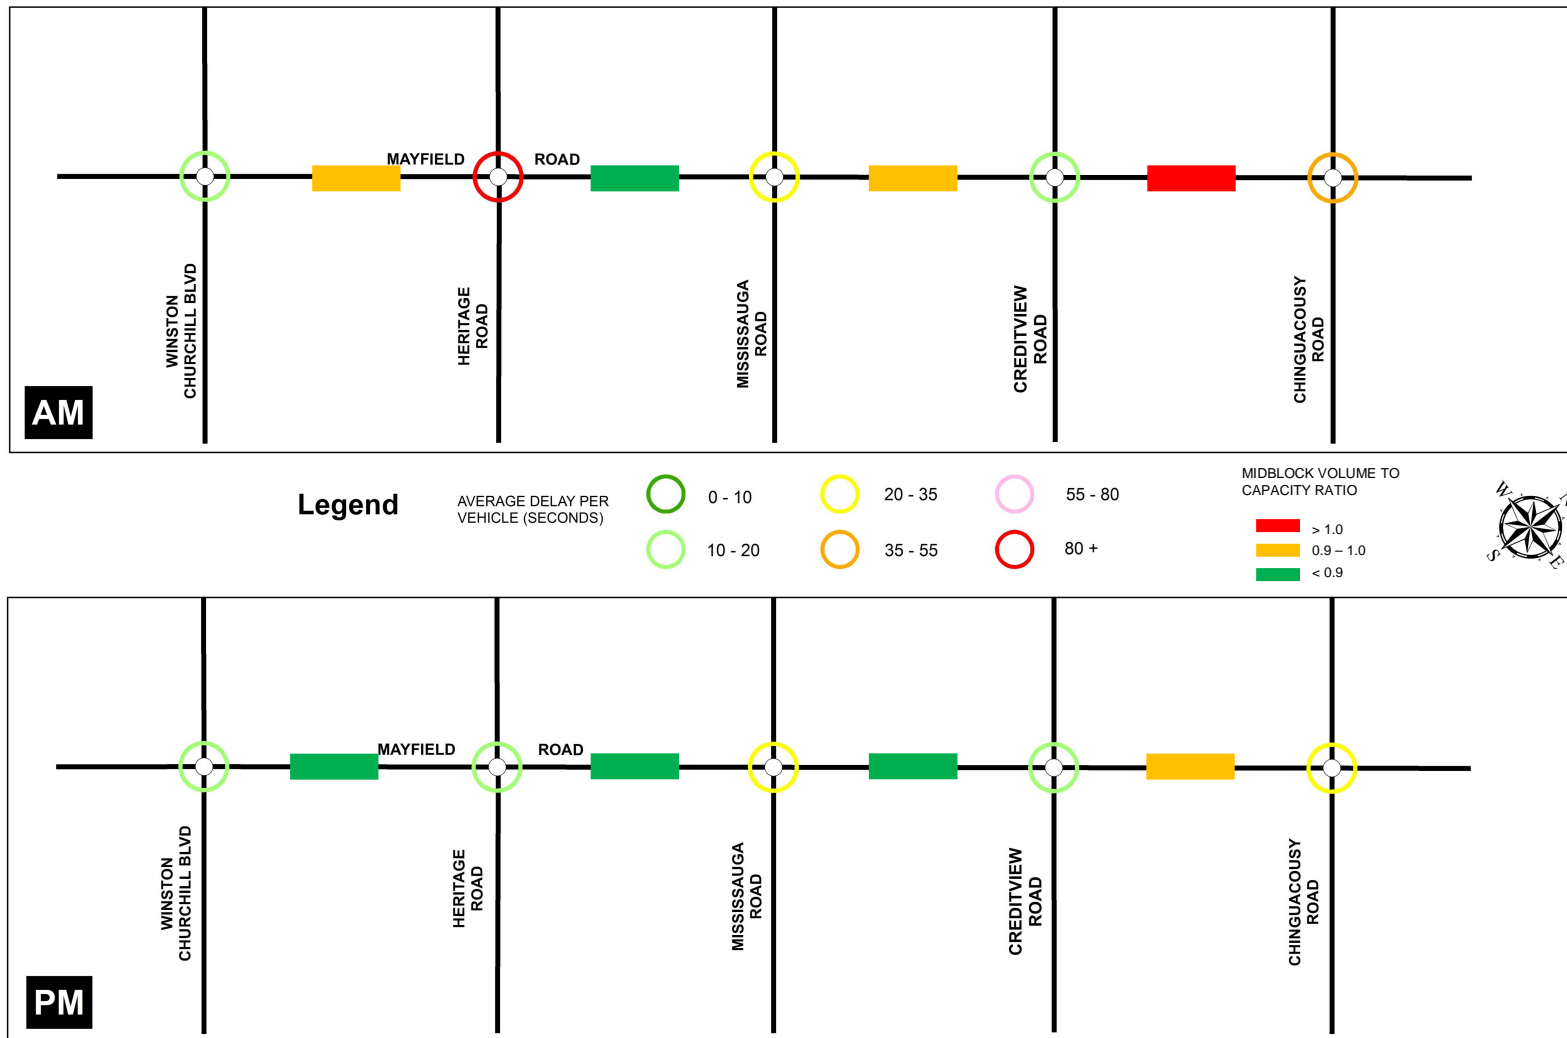 MAYFIELD ROAD
WINSTON
CHURCHILL BLVD
HERITAGE
ROAD
MISSISSAUGA
ROAD
CREDITVIEW
ROAD
CHINGUACOUSY
ROAD
AM
Legend
AVERAGE DELAY PER
VEHICLE (SECONDS)
0 - 10
20 - 35
55 - 80
10 - 20
35 - 55
80 +
MIDBLOCK VOLUME TO
CAPACITY RATIO
> 1.0
0.9 – 1.0
< 0.9
W
N
S
E
MAYFIELD ROAD
WINSTON
CHURCHILL BLVD
HERITAGE
ROAD
MISSISSAUGA
ROAD
CREDITVIEW
ROAD
CHINGUACOUSY
ROAD
PM